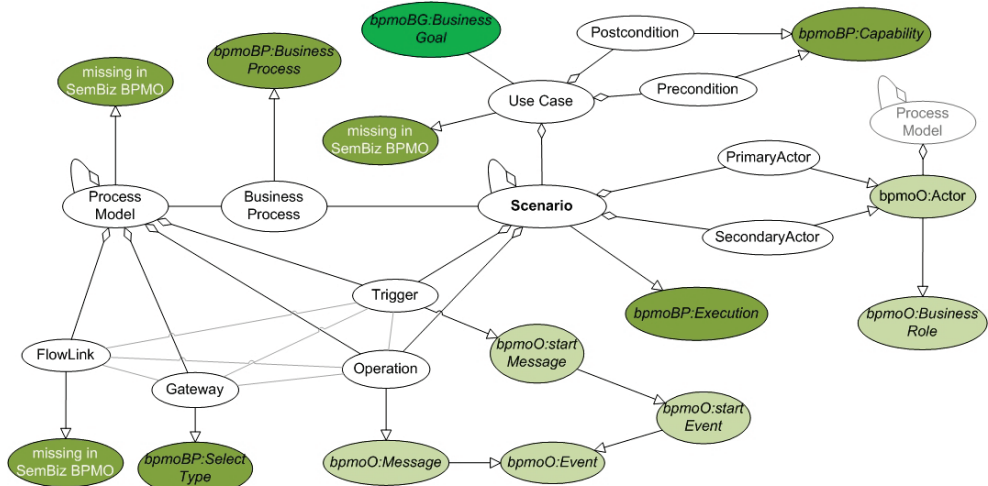 bpmoBG:Business
Goal
Postcondition
bpmoBP:Capability
bpmoBP:Business
Process
missing in
SemBiz BPMO
Use Case
Precondition
Process
Model
missing in
SemBiz BPMO
PrimaryActor
Process
Model
Business
Process
Scenario
bpmoO:Actor
SecondaryActor
Trigger
bpmoBP:Execution
bpmoO:Business
Role
FlowLink
bpmoO:start
Message
Gateway
Operation
bpmoO:start
Event
missing in
SemBiz BPMO
bpmoBP:Select
Type
bpmoO:Message
bpmoO:Event